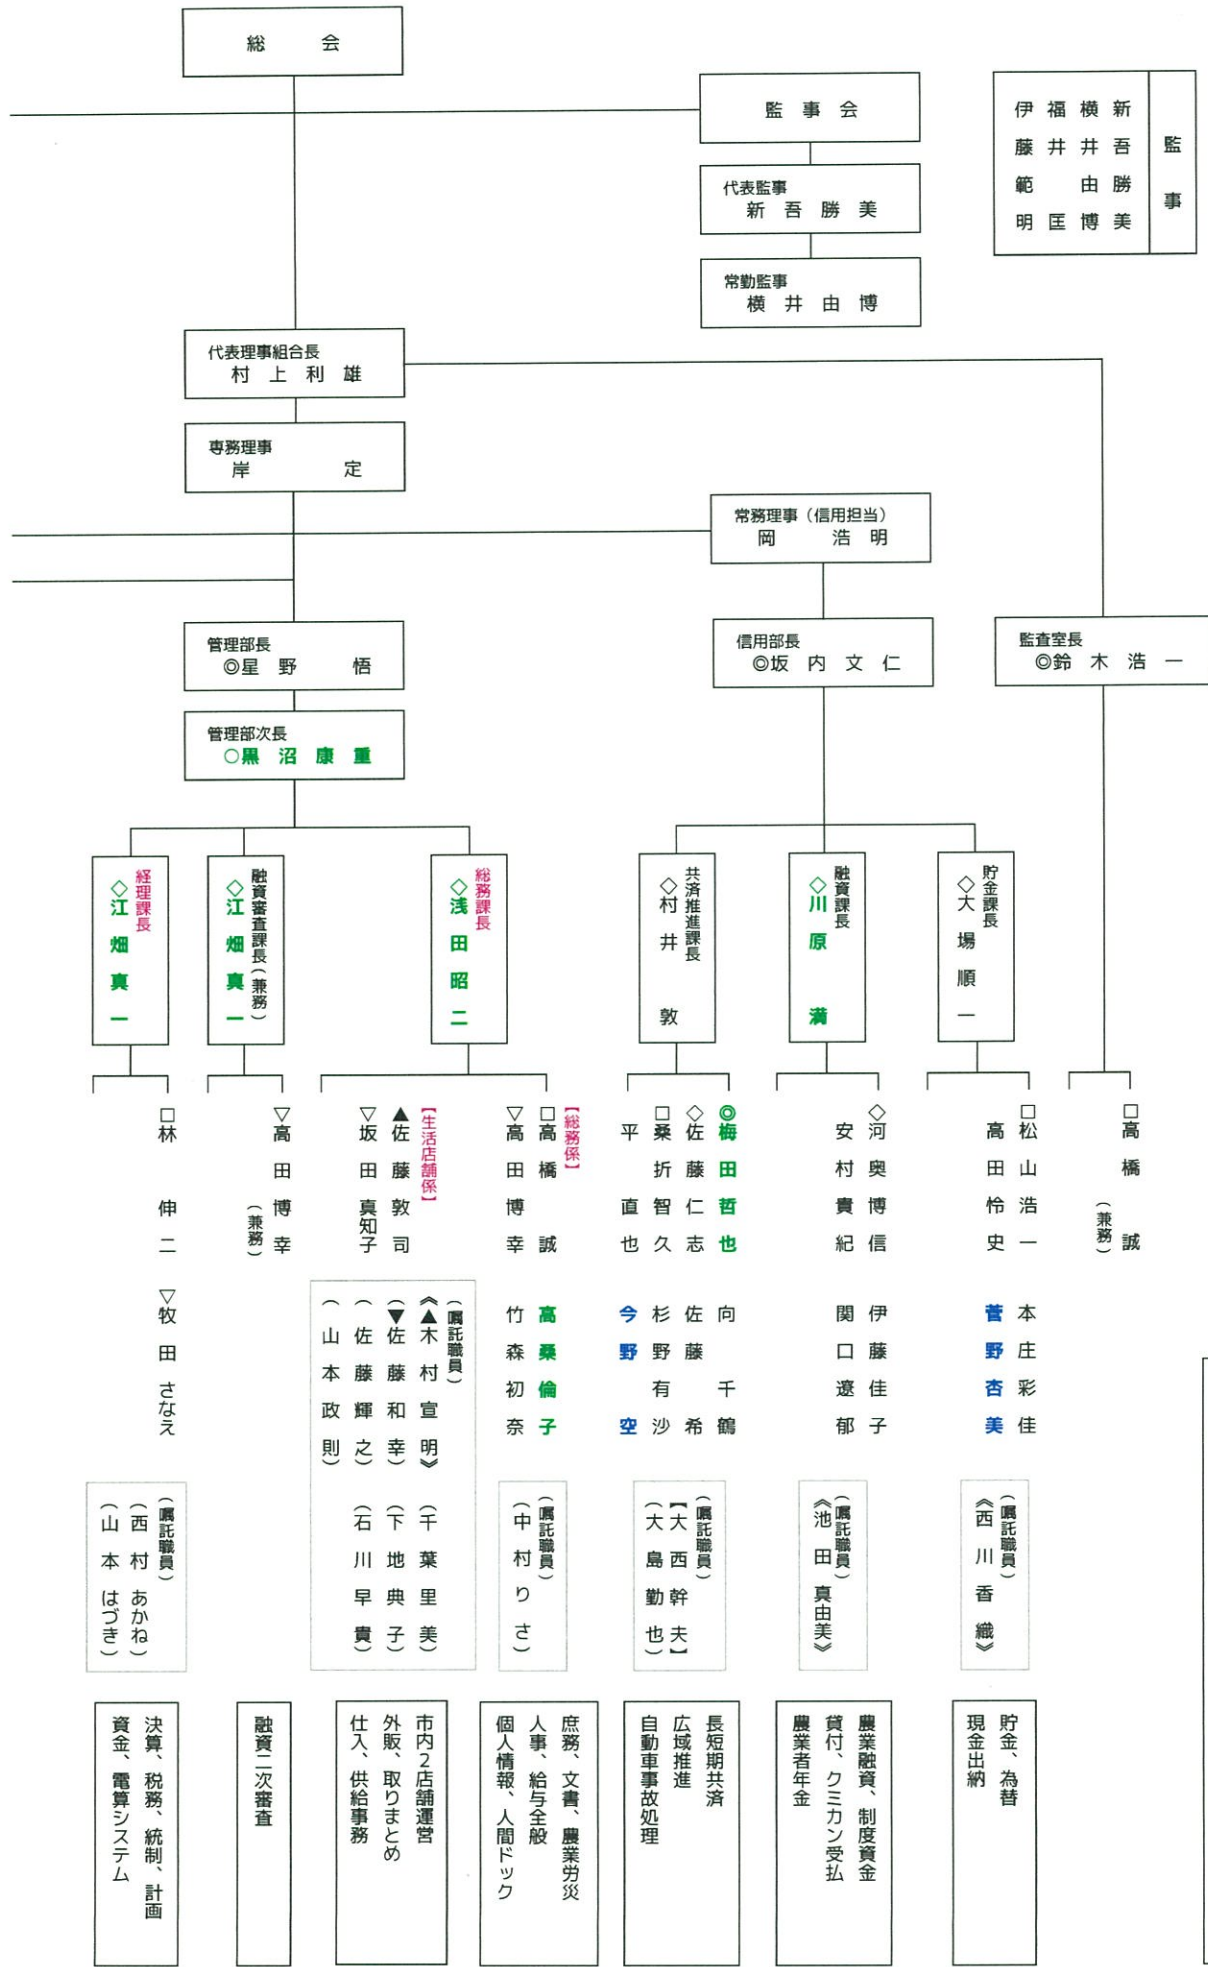 総会
監事会
代表監事
新吾勝美
常勤監事
横井由博
監事
新吾勝美
横井由博
福井 匡
伊藤範明
代表理事組合長
村上利雄
専務理事
岸 定
常務理事（信用担当）
岡 浩明
管理部長
◎星野 悟
信用部長
◎坂内文仁
監査室長
◎鈴木浩一
管理部次長
○黒沼康重
貯金課長
◇大場順一
融資課長
◇川原 満
共済推進課長
◇村井 敦
総務課長
◇浅田昭二
融資審査課長（兼務）
◇江畑真一
経理課長
◇江畑真一
□高橋 誠
（兼務）
□松山浩一 本庄彩佳
高田怜史 菅野杏美
（嘱託職員）
《西川香織》
貯金、為替
現金出納
◇河奥博信 伊藤佳子
安村貴紀 関口遼郁
（嘱託職員）
《池田真由美》
農業融資、制度資金
貸付、クミカン受払
農業者年金
◎梅田哲也 向 千鶴
◇佐藤仁志 佐藤 希
□桑折智久 杉野有沙
平 直也 今野 空
（嘱託職員）
【大西幹夫】
（大島勤也）
長短期共済
広域推進
自動車事故処理
【総務係】
□高橋 誠 高桑倫子
▽高田博幸 竹森初奈
（嘱託職員）
（中村りさ）
庶務、文書、農業労災
人事、給与全般
個人情報、人間ドック
【生活店舗係】
▲佐藤敦司
▽坂田真知子
（嘱託職員）
《▲木村宣明》 （千葉里美）
（▼佐藤和幸） （下地典子）
（佐藤輝之） （石川早貴）
（山本政則）
市内2店舗運営
外販、取りまとめ
仕入、供給事務
▽高田博幸
（兼務）
融資二次審査
□林 伸二 ▽牧田さなえ
（嘱託職員）
（西村あかね）
（山本はづき）
決算、税務、統制、計画
資金、電算システム